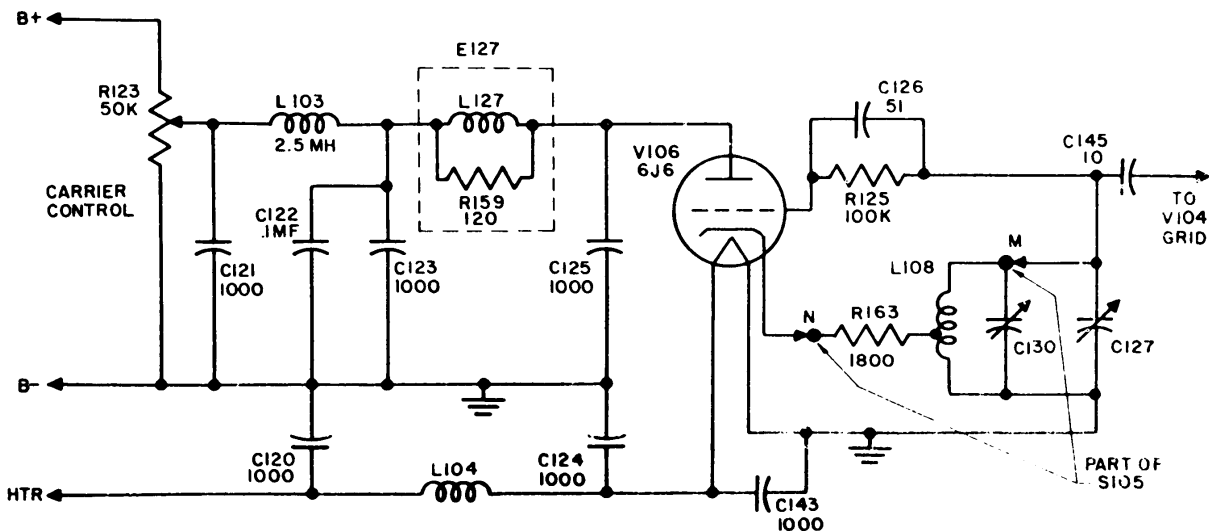 B+
R123
50K
CARRIER
CONTROL
L103
2.5 MH
E127
L127
R159
120
C121
1000
C122
.1MF
C123
1000
C125
1000
V106
6J6
C126
51
R125
100K
C145
10
TO
V104
GRID
M
L108
N
R163
1800
C130
C127
B-
C120
1000
L104
C124
1000
HTR
C143
1000
PART OF
S105